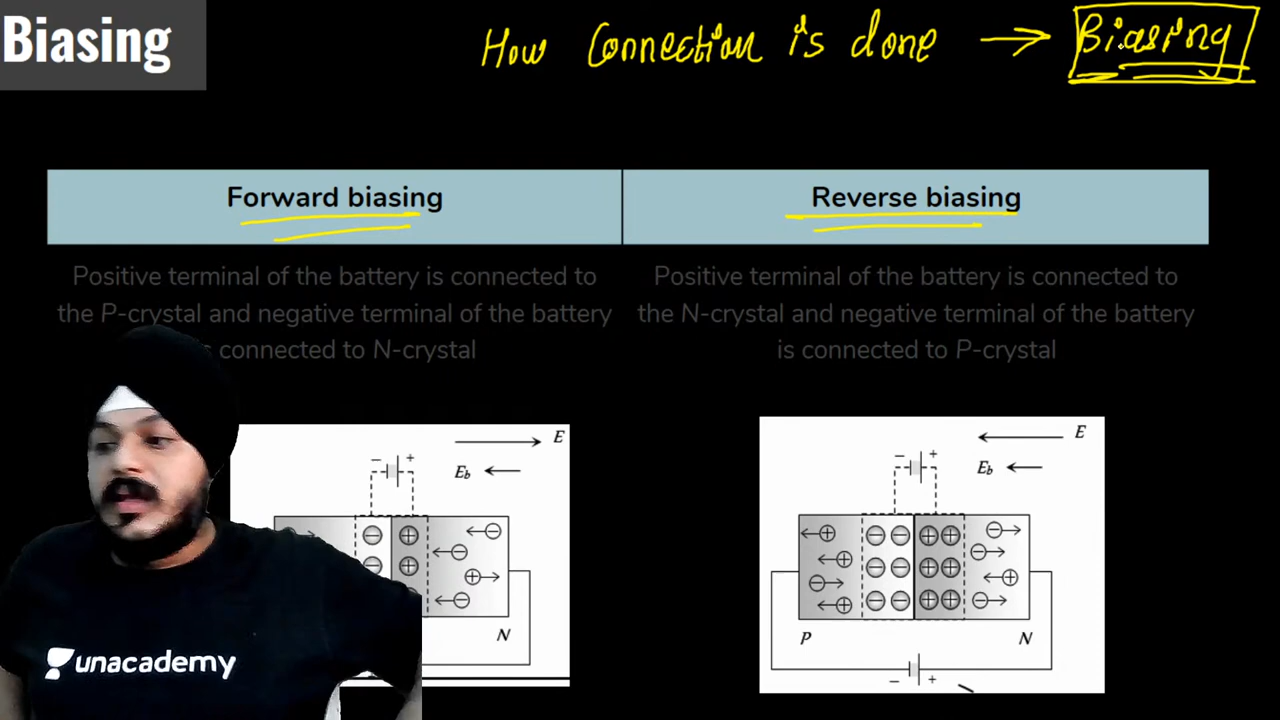 Biasing
How Connection is done → Biasing
Forward biasing
Reverse biasing
Positive terminal of the battery is connected to
the P-crystal and negative terminal of the battery
connected to N-crystal
Positive terminal of the battery is connected to
the N-crystal and negative terminal of the battery
is connected to P-crystal
E
− +
Eb
N
E
− +
Eb
P
N
− +
unacademy